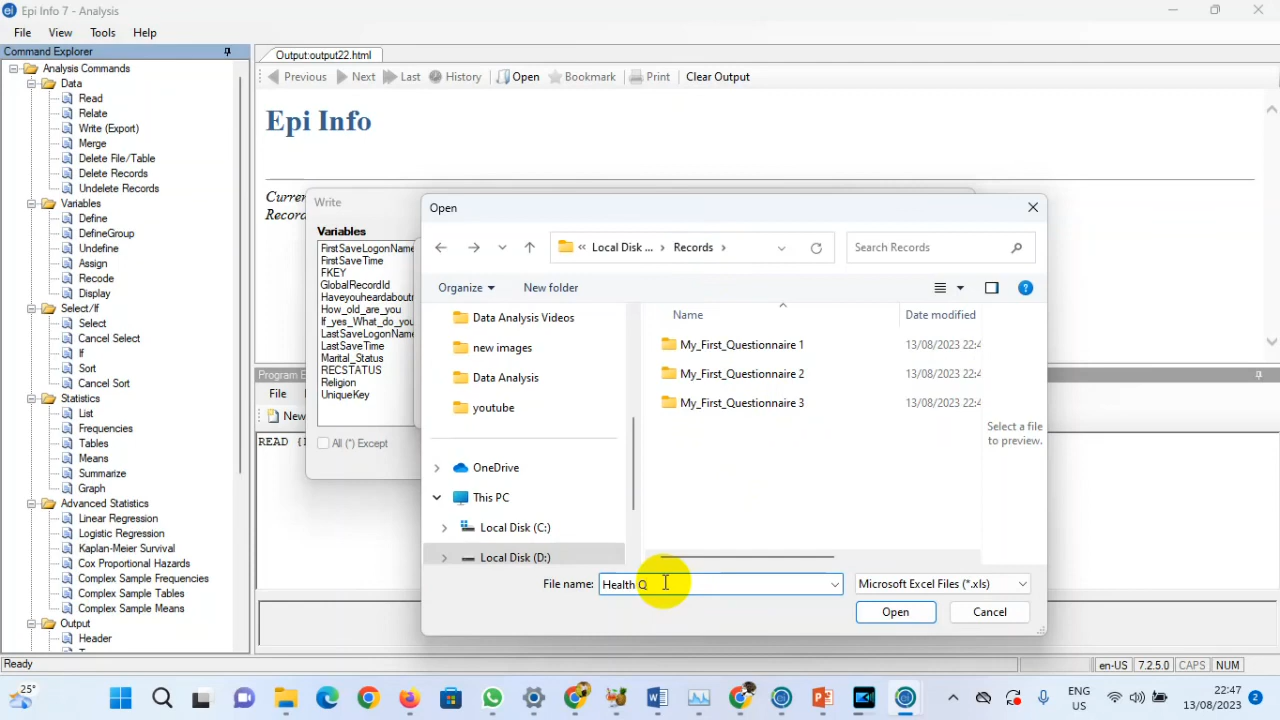 Epi Info 7 - Analysis
File View Tools Help
Command Explorer
Analysis Commands
Data
Read
Relate
Write (Export)
Merge
Delete File/Table
Delete Records
Undelete Records
Variables
Define
DefineGroup
Undefine
Assign
Recode
Display
Select/If
Select
Cancel Select
If
Sort
Cancel Sort
Statistics
List
Frequencies
Tables
Means
Summarize
Graph
Advanced Statistics
Linear Regression
Logistic Regression
Kaplan-Meier Survival
Cox Proportional Hazards
Complex Sample Frequencies
Complex Sample Tables
Complex Sample Means
Output
Header
Output:output22.html
Previous Next Last History Open Bookmark Print Clear Output
Epi Info
Program E
File
New
READ
Write
Variables
FirstSaveLogonName
FirstSaveTime
FKEY
GlobalRecordId
Haveyouheardabout
How_old_are_you
If_yes_What_do_you
LastSaveLogonName
LastSaveTime
Marital_Status
RECSTATUS
Religion
UniqueKey
All (*) Except
Open
Local Disk ... Records
Search Records
Organize New folder
Data Analysis Videos
new images
Data Analysis
youtube
OneDrive
This PC
Local Disk (C:)
Local Disk (D:)
Name Date modified
My_First_Questionnaire 1 13/08/2023 22:4
My_First_Questionnaire 2 13/08/2023 22:4
My_First_Questionnaire 3 13/08/2023 22:4
Select a file
to preview.
File name: Health Q Microsoft Excel Files (*.xls)
Open Cancel
Ready en-US 7.2.5.0 CAPS NUM
25°
ENG
US
22:47
13/08/2023
2